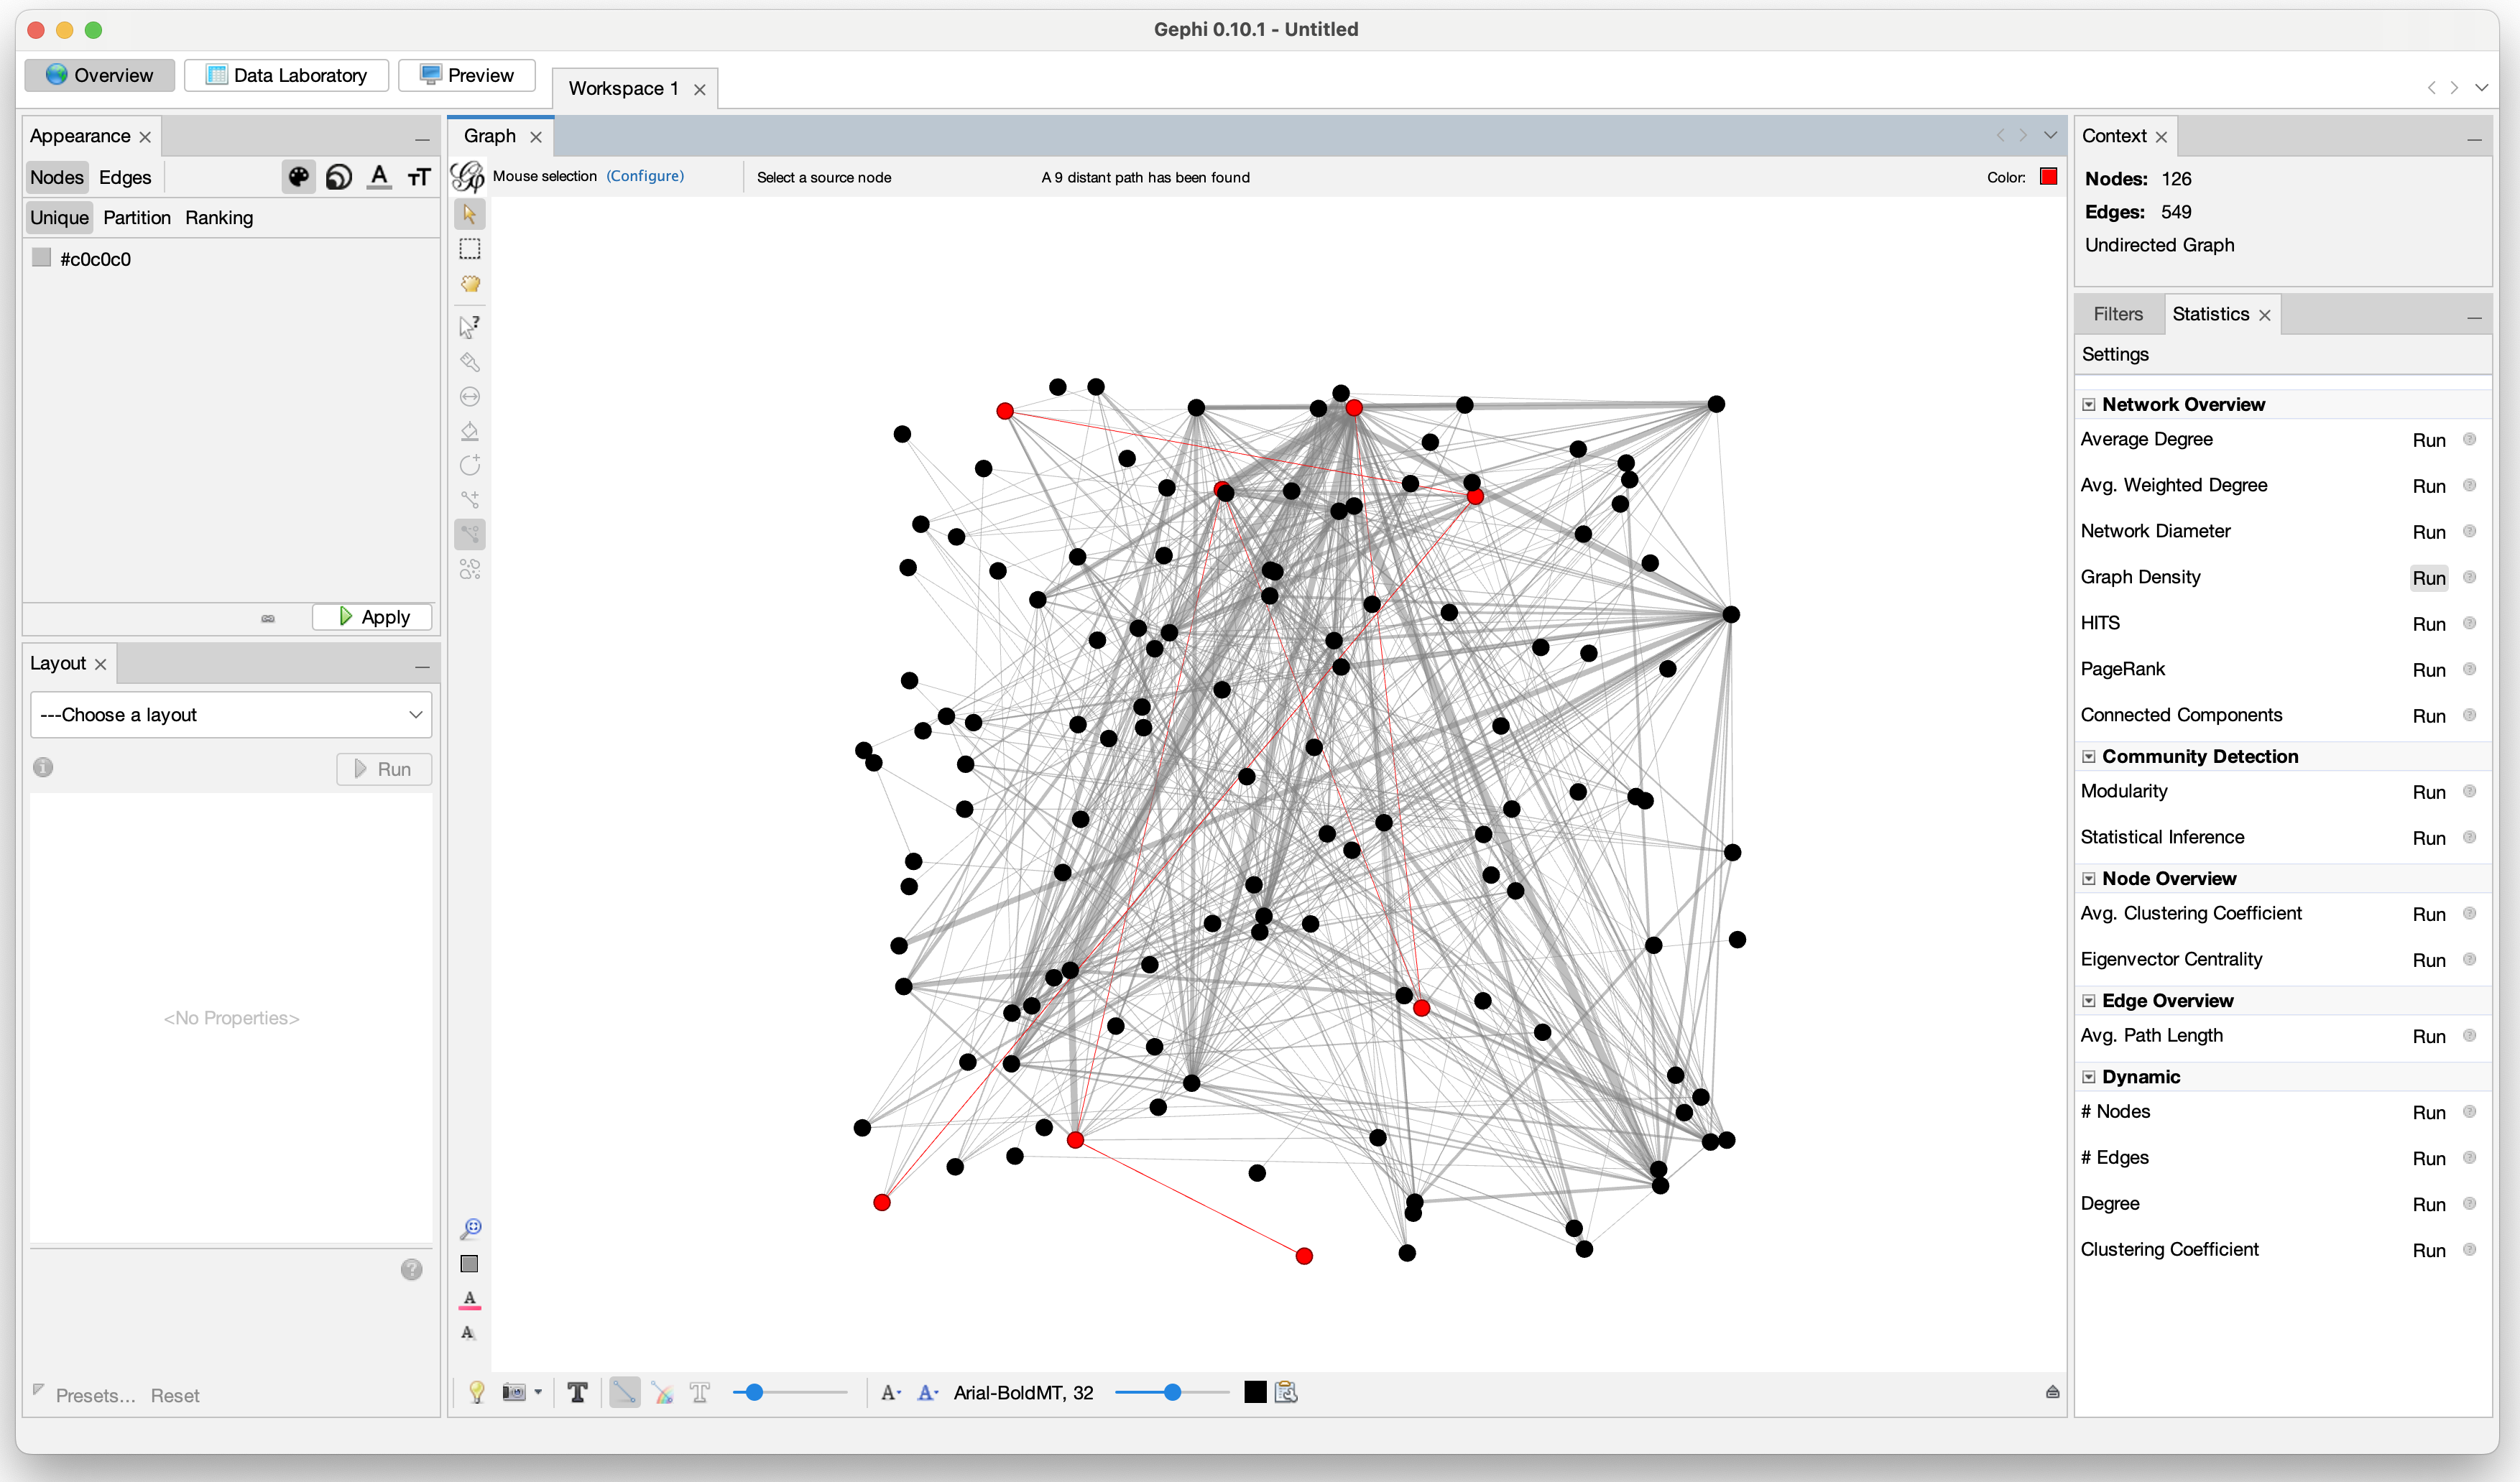 Gephi 0.10.1 - Untitled
Overview
Data Laboratory
Preview
Workspace 1
Appearance
Nodes
Edges
Unique
Partition
Ranking
#c0c0c0
Apply
Layout
---Choose a layout
Run
<No Properties>
Presets...
Reset
Graph
Mouse selection
(Configure)
Select a source node
A 9 distant path has been found
Color:
Arial-BoldMT, 32
Context
Nodes: 126
Edges: 549
Undirected Graph
Filters
Statistics
Settings
Network Overview
Average Degree Run
Avg. Weighted Degree Run
Network Diameter Run
Graph Density Run
HITS Run
PageRank Run
Connected Components Run
Community Detection
Modularity Run
Statistical Inference Run
Node Overview
Avg. Clustering Coefficient Run
Eigenvector Centrality Run
Edge Overview
Avg. Path Length Run
Dynamic
# Nodes Run
# Edges Run
Degree Run
Clustering Coefficient Run